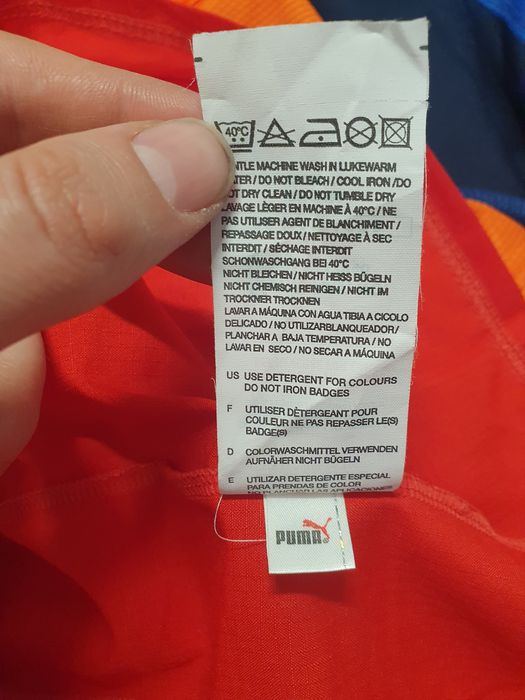 40°C
MACHINE WASH IN LUKEWARM
/ DO NOT BLEACH / COOL IRON /DO
NOT DRY CLEAN / DO NOT TUMBLE DRY
LAVAGE LÉGER EN MACHINE À 40°C / NE
PAS UTILISER AGENT DE BLANCHIMENT /
REPASSAGE DOUX / NETTOYAGE À SEC
INTERDIT / SÉCHAGE INTERDIT
SCHONWASCHGANG BEI 40°C
NICHT BLEICHEN / NICHT HEISS BÜGELN
NICHT CHEMISCH REINIGEN / NICHT IM
TROCKNER TROCKNEN
LAVAR A MÁQUINA CON AGUA TIBIA A CICOLO
DELICADO / NO UTILIZARBLANQUEADOR /
PLANCHAR A BAJA TEMPERATURA / NO
LAVAR EN SECO / NO SECAR A MÁQUINA
US USE DETERGENT FOR COLOURS
DO NOT IRON BADGES
F UTILISER DÈTERGEANT POUR
COULEUR NE PAS REPASSER LE(S)
BADGE(S)
D COLORWASCHMITTEL VERWENDEN
AUFNÄHER NICHT BÜGELN
E UTILIZAR DETERGENTE ESPECIAL
PARA PRENDAS DE COLOR
NO PLANCHAR LAS APLICACIONES
PUMA